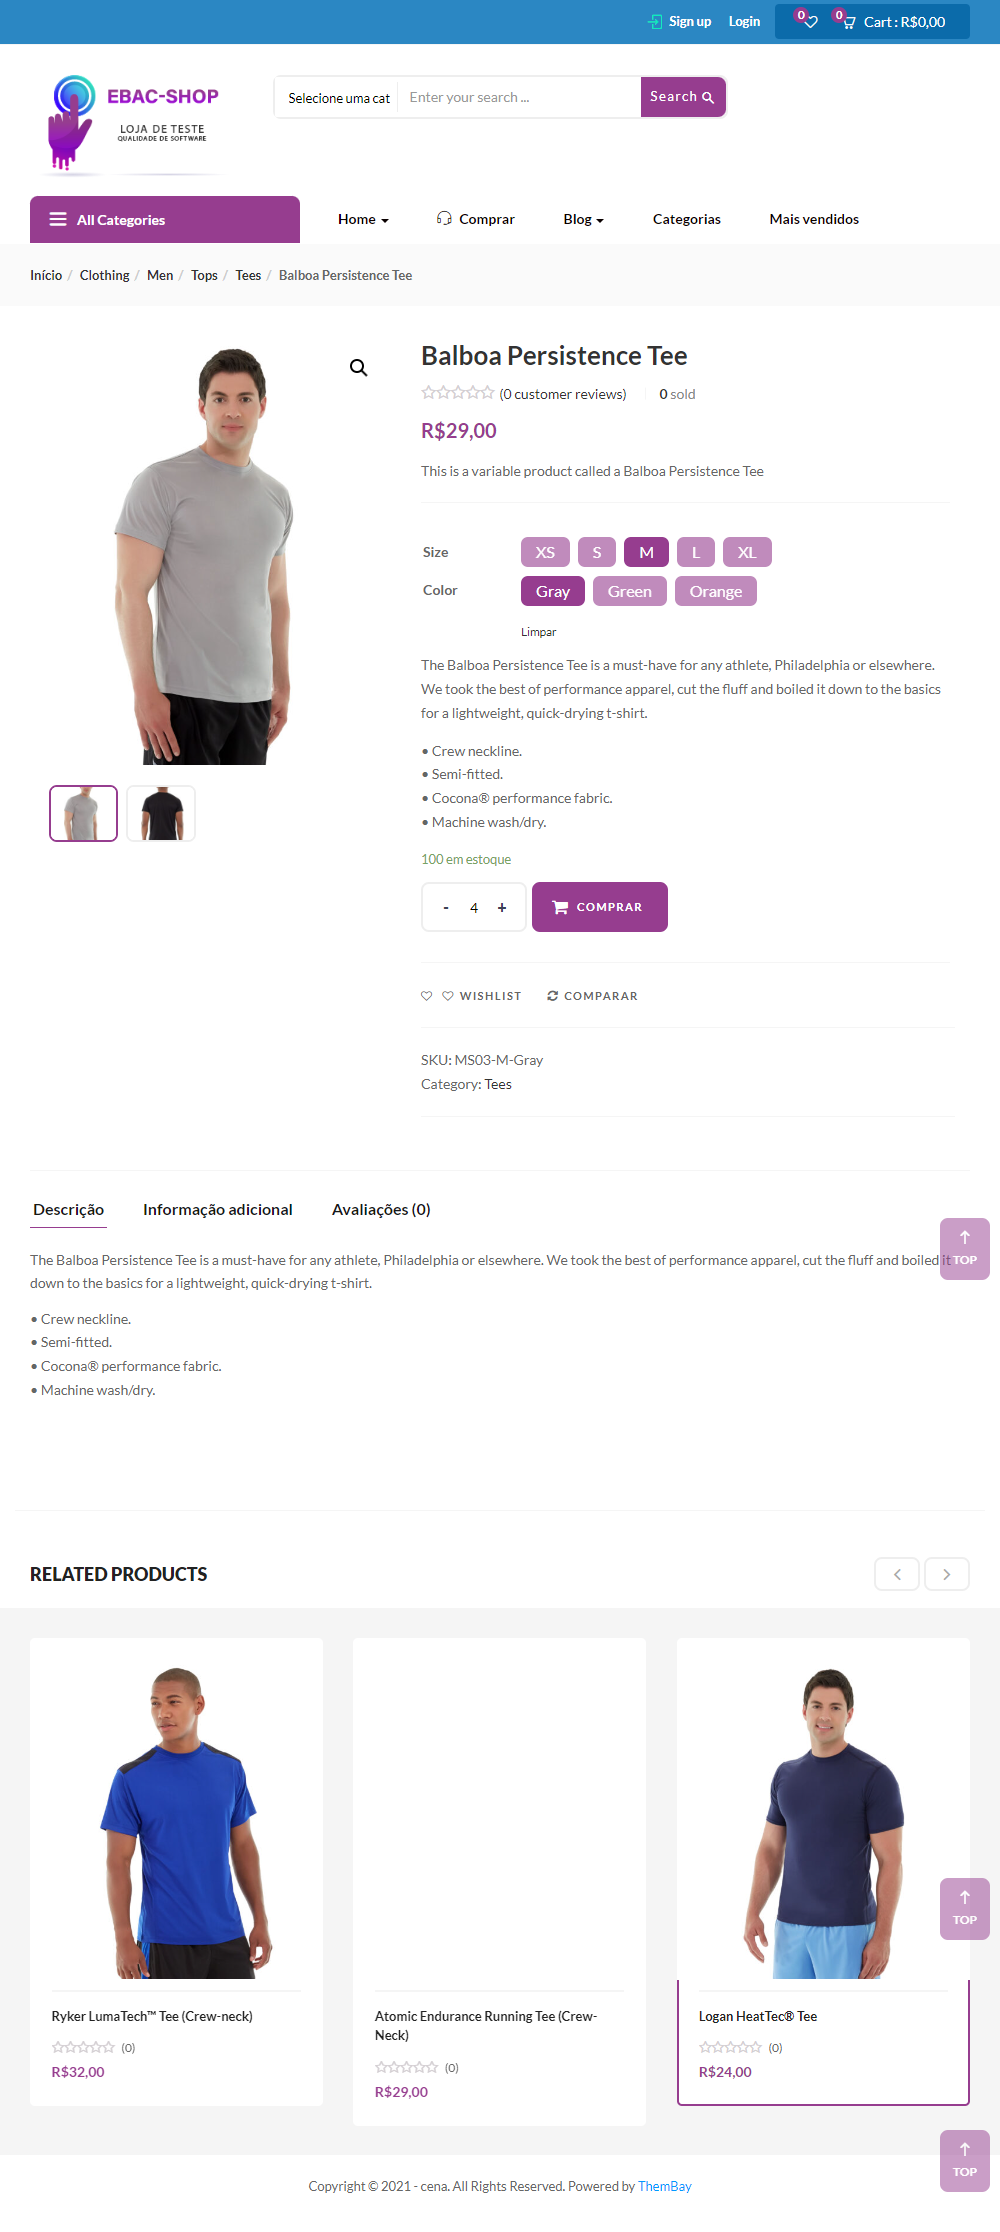 Sign up Login 0 0 Cart : R$0,00
EBAC-SHOP
LOJA DE TESTE
QUALIDADE DE SOFTWARE
Selecione uma cat Enter your search ... Search
All Categories Home Comprar Blog Categorias Mais vendidos
Início / Clothing / Men / Tops / Tees / Balboa Persistence Tee
Balboa Persistence Tee
(0 customer reviews) 0 sold
R$29,00
This is a variable product called a Balboa Persistence Tee
Size XS S M L XL
Color Gray Green Orange
Limpar
The Balboa Persistence Tee is a must-have for any athlete, Philadelphia or elsewhere.
We took the best of performance apparel, cut the fluff and boiled it down to the basics
for a lightweight, quick-drying t-shirt.
• Crew neckline.
• Semi-fitted.
• Cocona® performance fabric.
• Machine wash/dry.
100 em estoque
- 4 + COMPRAR
WISHLIST COMPARAR
SKU: MS03-M-Gray
Category: Tees
Descrição Informação adicional Avaliações (0)
The Balboa Persistence Tee is a must-have for any athlete, Philadelphia or elsewhere. We took the best of performance apparel, cut the fluff and boiled it
down to the basics for a lightweight, quick-drying t-shirt.
TOP
• Crew neckline.
• Semi-fitted.
• Cocona® performance fabric.
• Machine wash/dry.
RELATED PRODUCTS
TOP
Ryker LumaTech™ Tee (Crew-neck)
(0)
R$32,00
Atomic Endurance Running Tee (Crew-
Neck)
(0)
R$29,00
Logan HeatTec® Tee
(0)
R$24,00
TOP
Copyright © 2021 - cena. All Rights Reserved. Powered by ThemBay